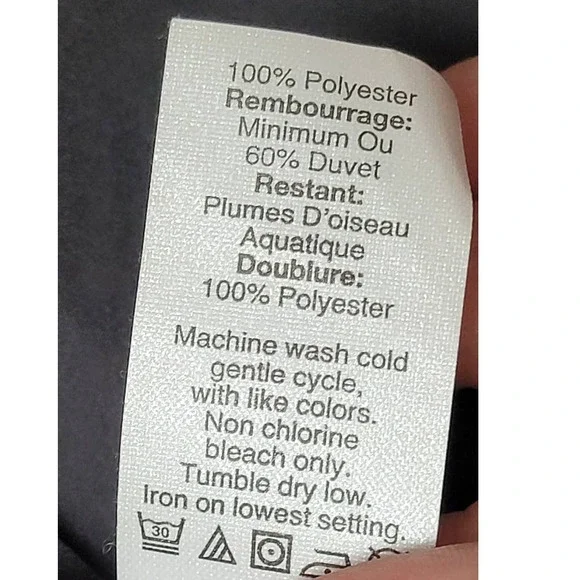 100% Polyester
Rembourrage:
Minimum Ou
60% Duvet
Restant:
Plumes D'oiseau
Aquatique
Doublure:
100% Polyester
Machine wash cold
gentle cycle,
with like colors.
Non chlorine
bleach only.
Tumble dry low.
Iron on lowest setting.
30